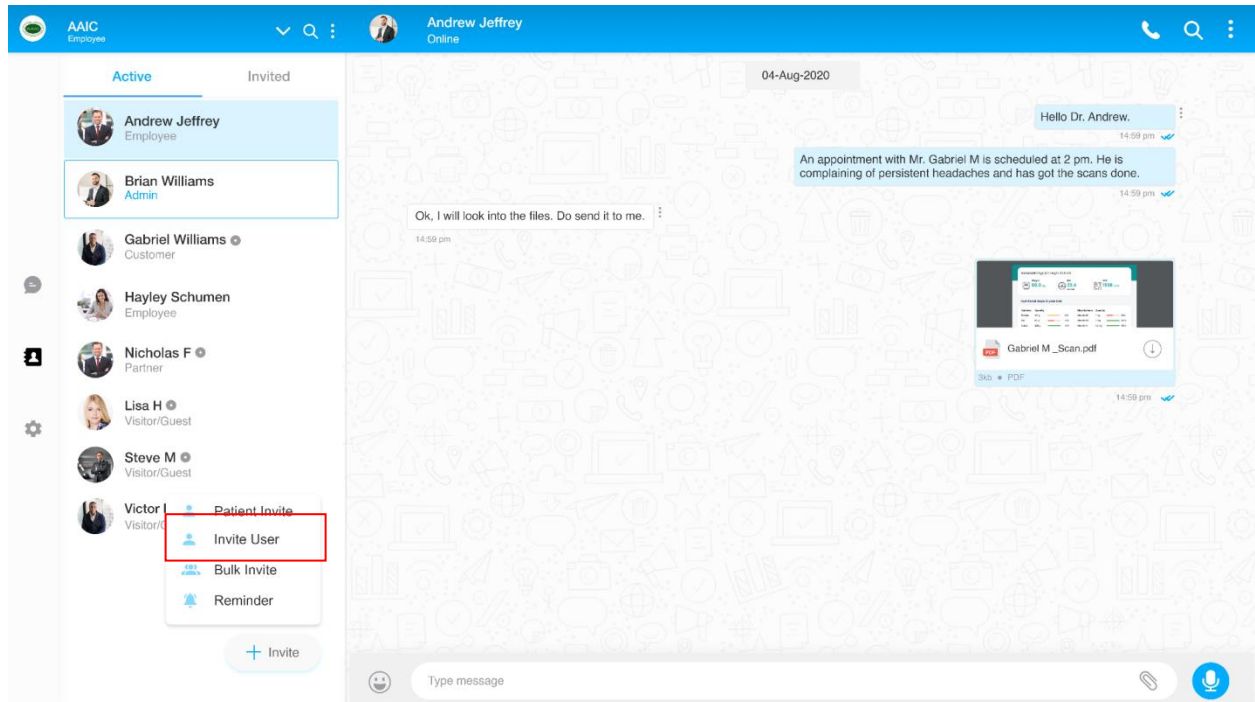 AAIC
Employee
Andrew Jeffrey
Online
Active
Invited
04-Aug-2020
Andrew Jeffrey
Employee
Brian Williams
Admin
Gabriel Williams
Customer
Hayley Schumen
Employee
Nicholas F
Partner
Lisa H
Visitor/Guest
Steve M
Visitor/Guest
Victor
Visitor/G
Patient Invite
Invite User
Bulk Invite
Reminder
Invite
Hello Dr. Andrew.
14:59 pm
An appointment with Mr. Gabriel M is scheduled at 2 pm. He is
complaining of persistent headaches and has got the scans done.
14:59 pm
Ok, I will look into the files. Do send it to me.
14:59 pm
PDF
Gabriel M _Scan.pdf
3kb • PDF
14:59 pm
Type message